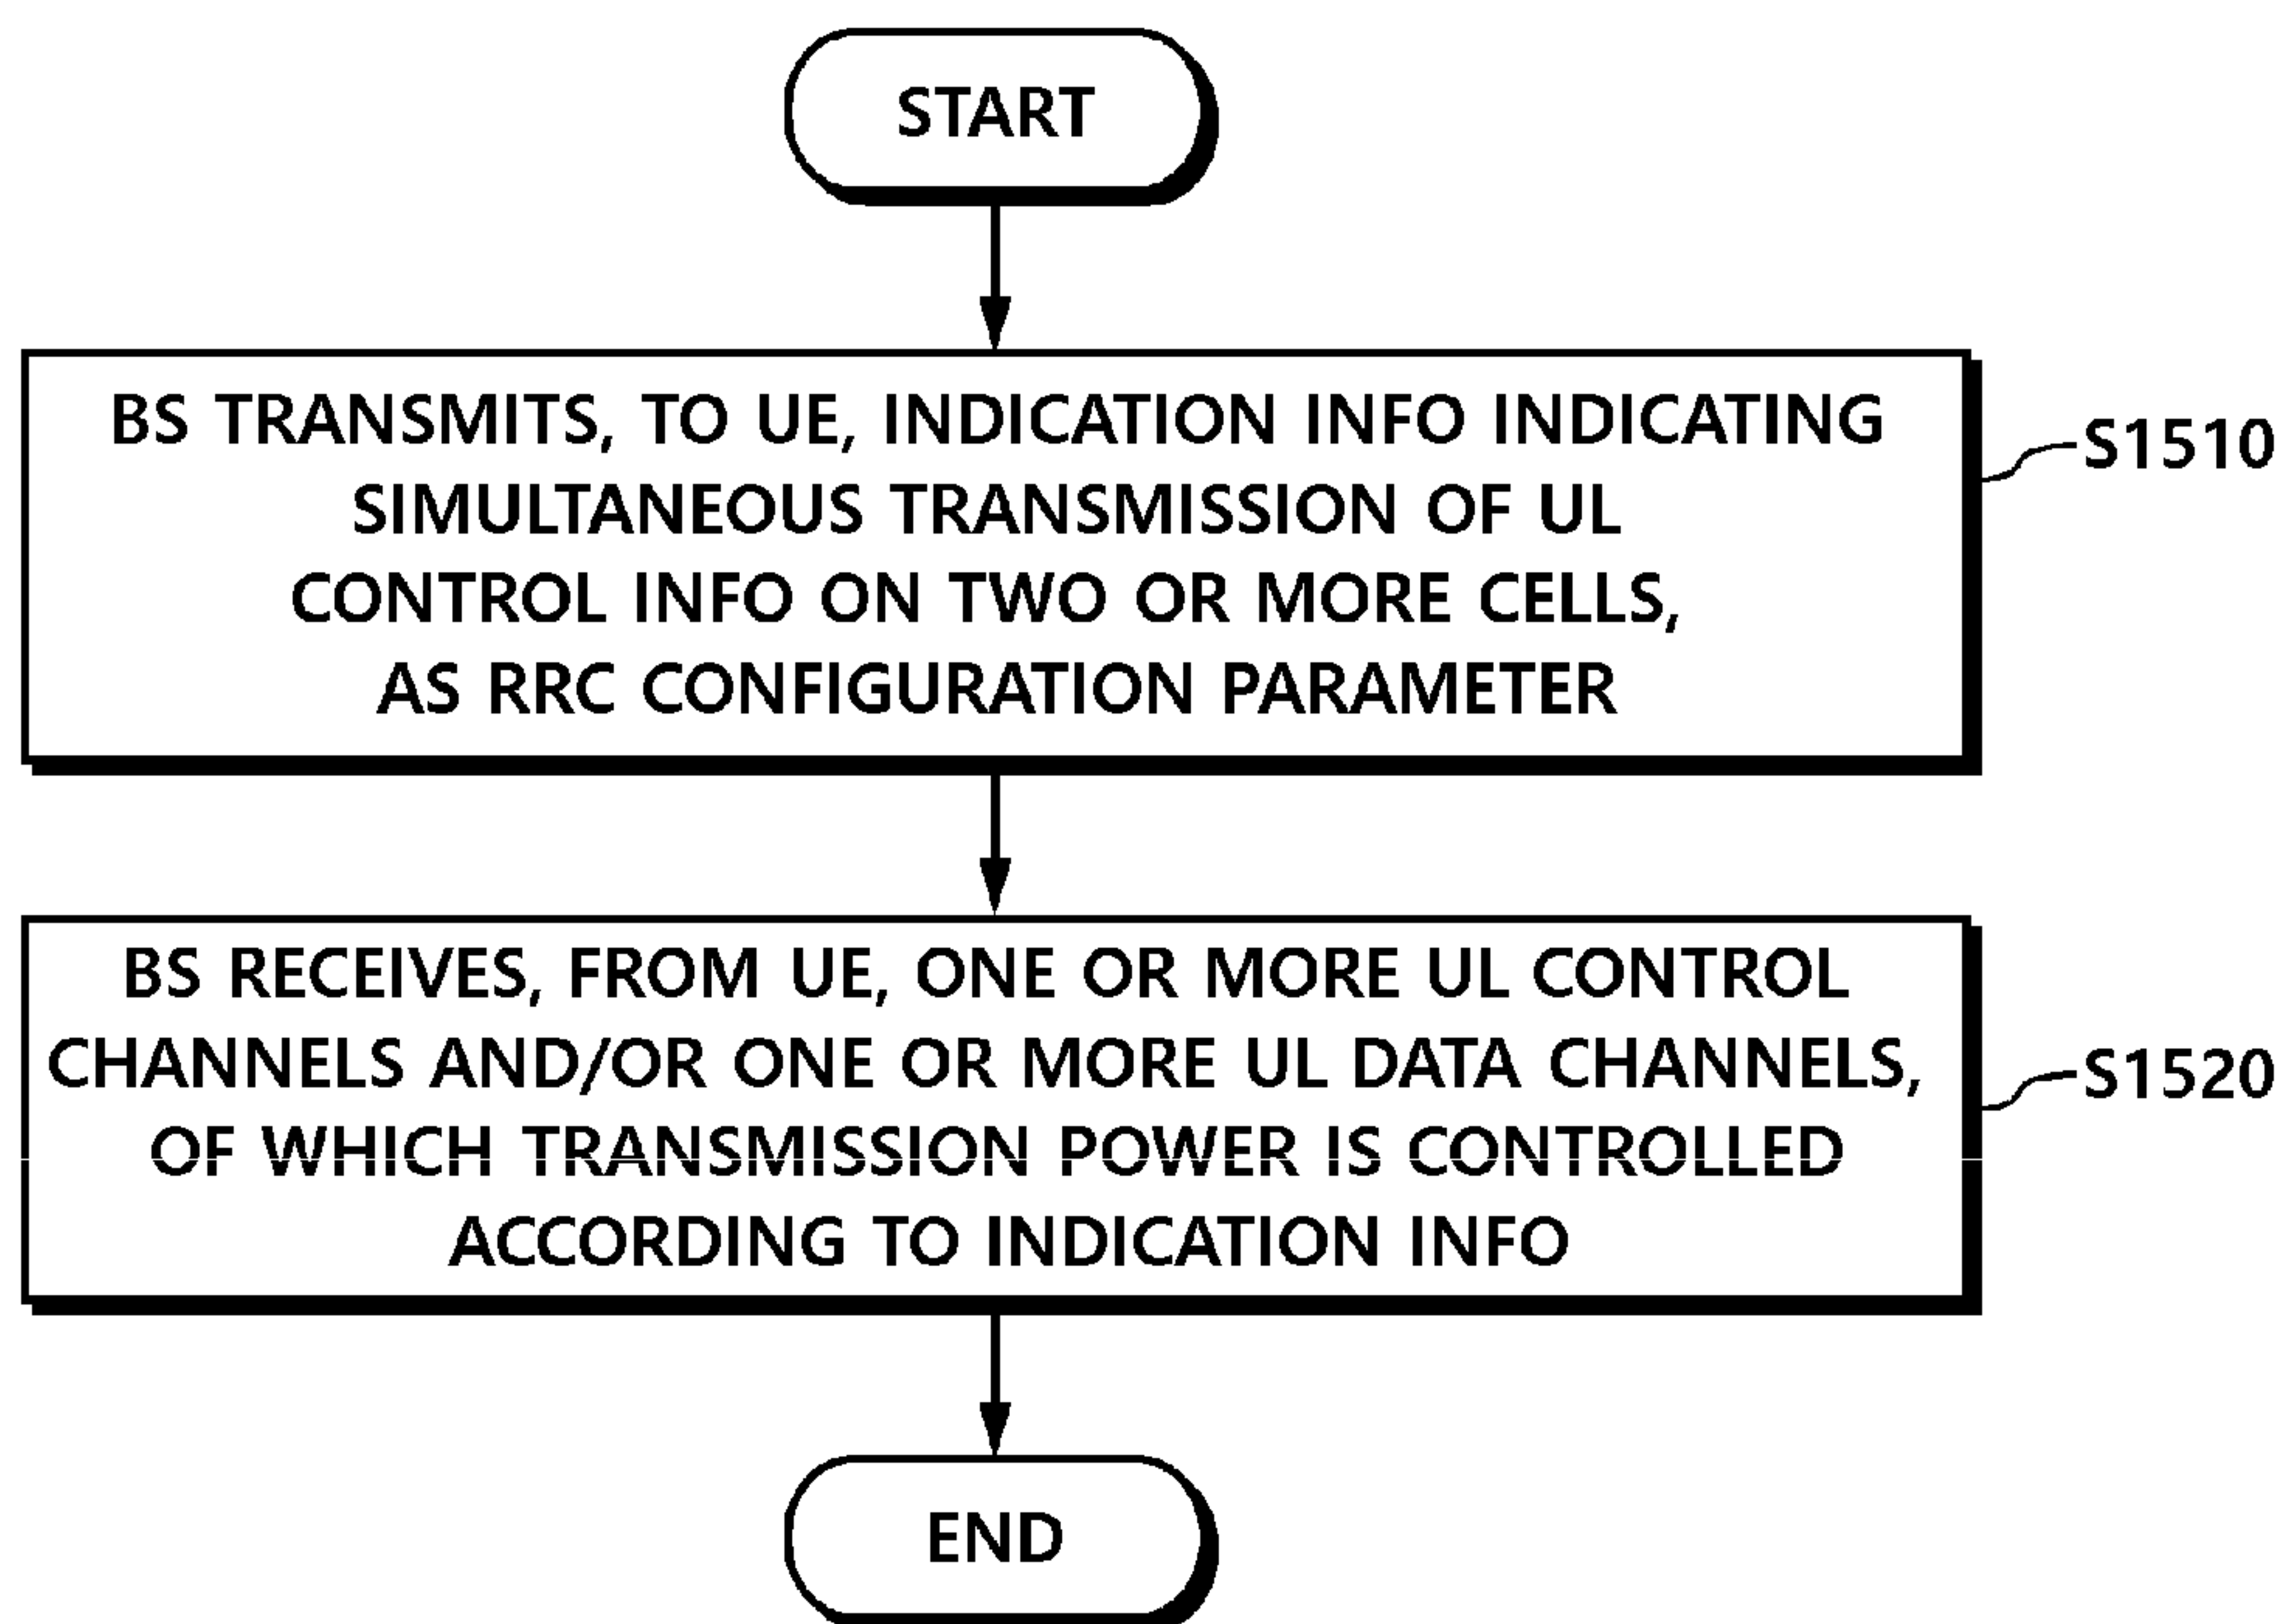 START
BS TRANSMITS, TO UE, INDICATION INFO INDICATING
SIMULTANEOUS TRANSMISSION OF UL
CONTROL INFO ON TWO OR MORE CELLS,
AS RRC CONFIGURATION PARAMETER
S1510
BS RECEIVES, FROM UE, ONE OR MORE UL CONTROL
CHANNELS AND/OR ONE OR MORE UL DATA CHANNELS,
OF WHICH TRANSMISSION POWER IS CONTROLLED
ACCORDING TO INDICATION INFO
S1520
END